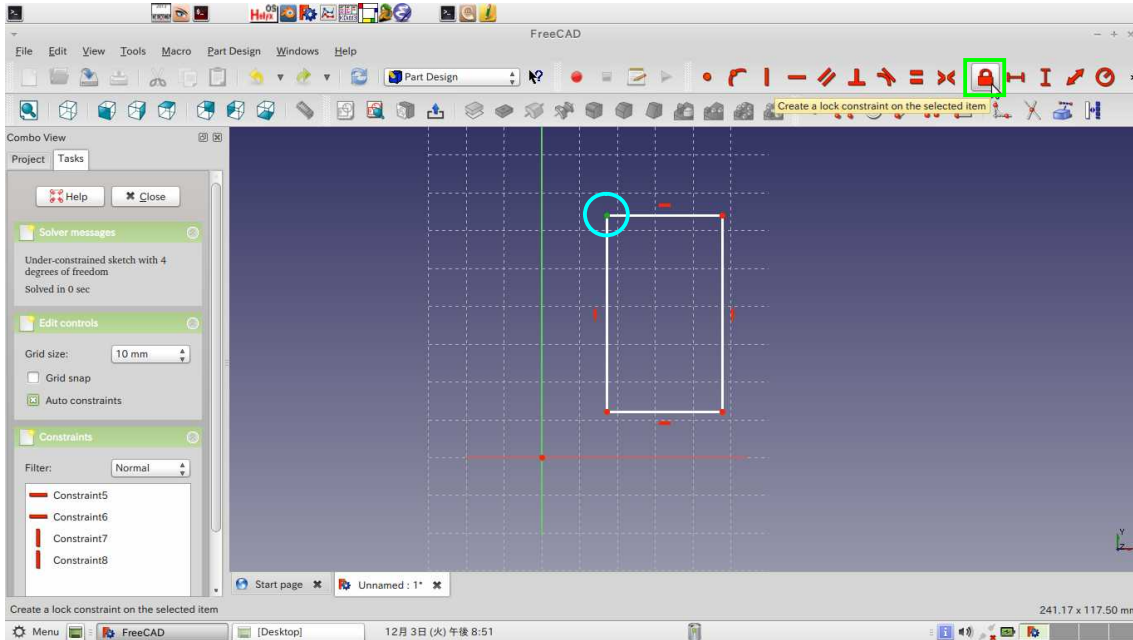 FreeCAD
File Edit View Tools Macro Part Design Windows Help
Part Design
Create a lock constraint on the selected item
Combo View
Project Tasks
Help Close
Solver messages
Under-constrained sketch with 4
degrees of freedom
Solved in 0 sec
Edit controls
Grid size: 10 mm
Grid snap
Auto constraints
Constraints
Filter: Normal
Constraint5
Constraint6
Constraint7
Constraint8
Y
Z
Start page Unnamed : 1*
Create a lock constraint on the selected item 241.17 x 117.50 mm
Menu FreeCAD [Desktop] 12月 3日 (火) 午後 8:51